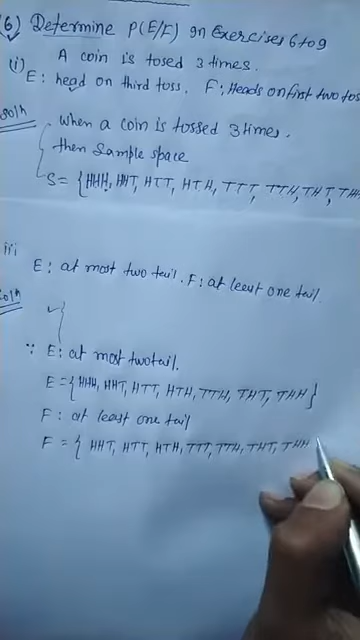 (6) Determine P(E/F) in Exercises 6 to 9
A coin is tosed 3 times.
(i) E: head on third toss. F: Heads on first two tos
Soln
. When a coin is tossed 3 times.
then Sample space
S= {HHH, HHT, HTT, HTH, TTT, TTH, THT, THH
iii
E: at most two tail. F: at least one tail.
Soln
∵ E: at most two tail.
E = {HHH, HHT, HTT, HTH, TTH, THT, THH}
F: at least one tail
F = { HHT, HTT, HTH, TTT, TTH, THT, THH